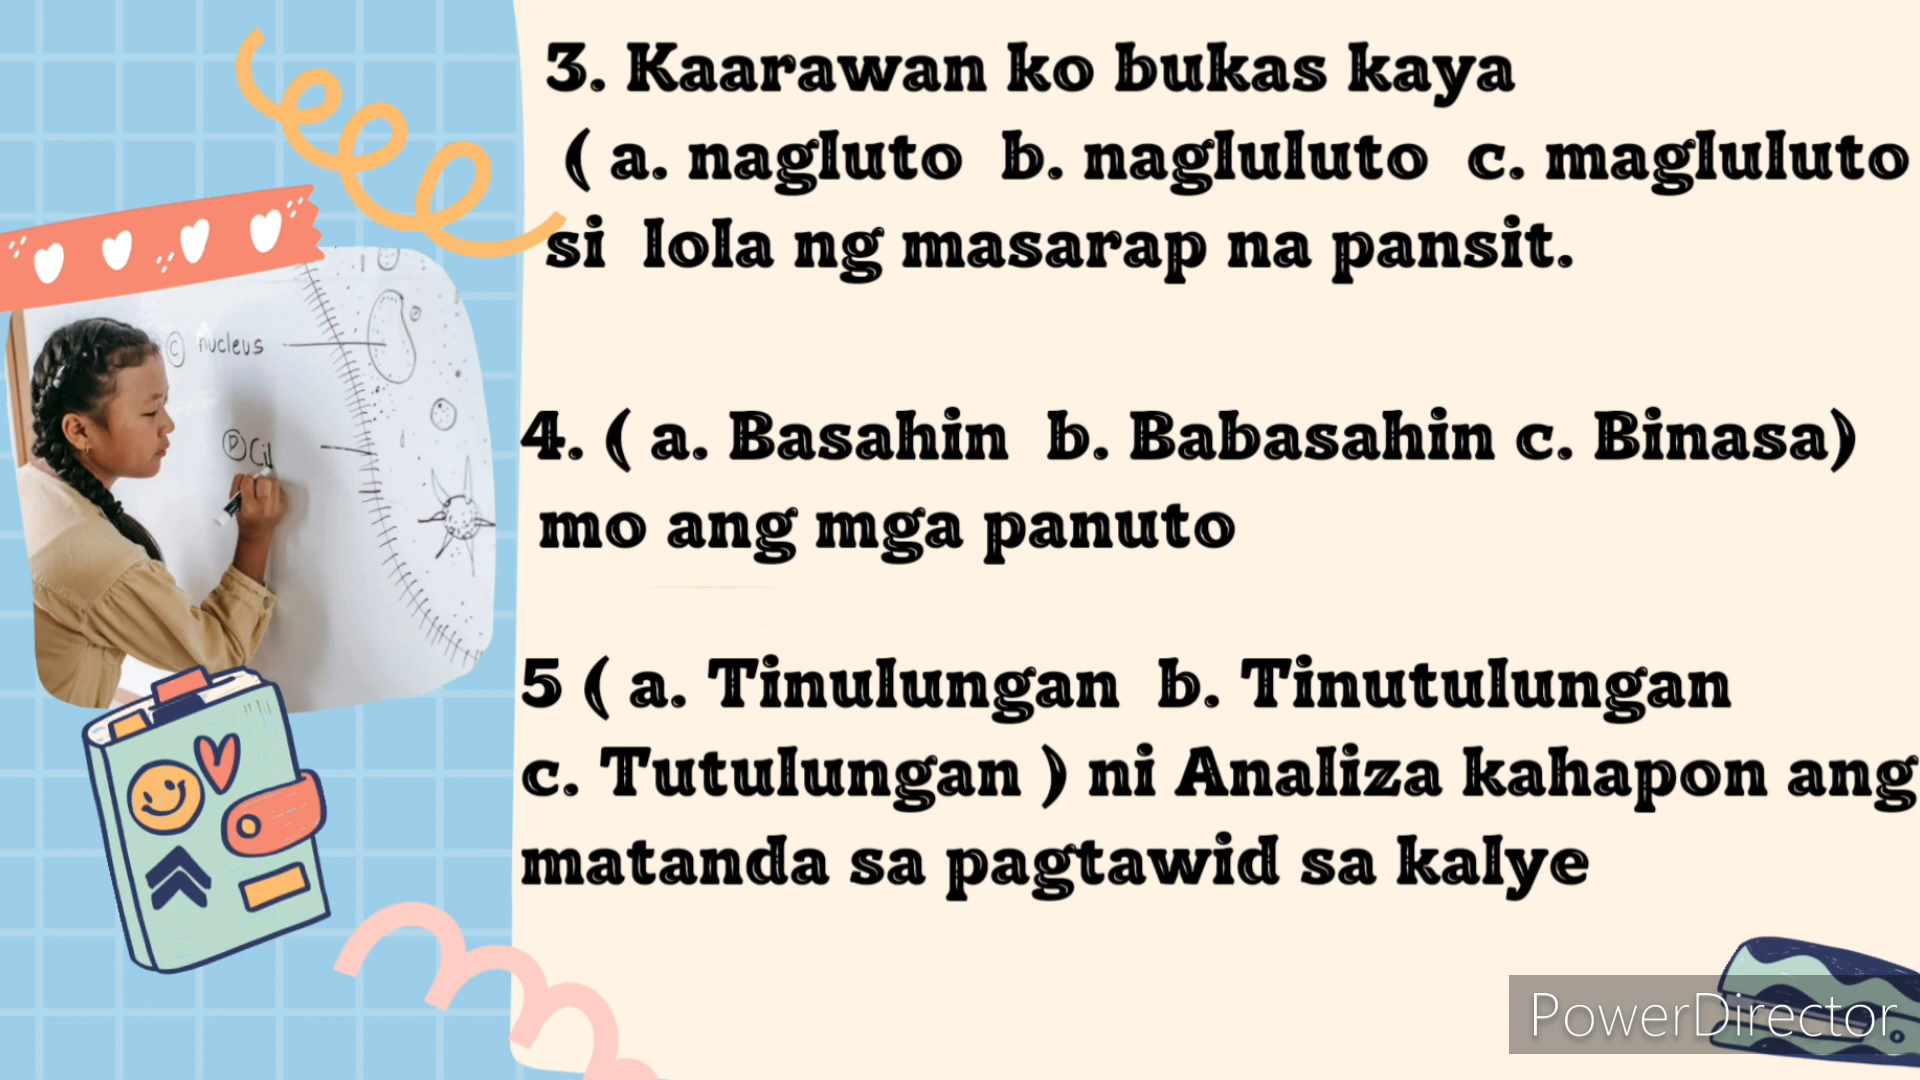 3. Kaarawan ko bukas kaya
( a. nagluto b. nagluluto c. magluluto
si lola ng masarap na pansit.
4. ( a. Basahin b. Babasahin c. Binasa)
mo ang mga panuto
5 ( a. Tinulungan b. Tinutulungan
c. Tutulungan ) ni Analiza kahapon ang
matanda sa pagtawid sa kalye
C nucleus
D Cil
PowerDirector